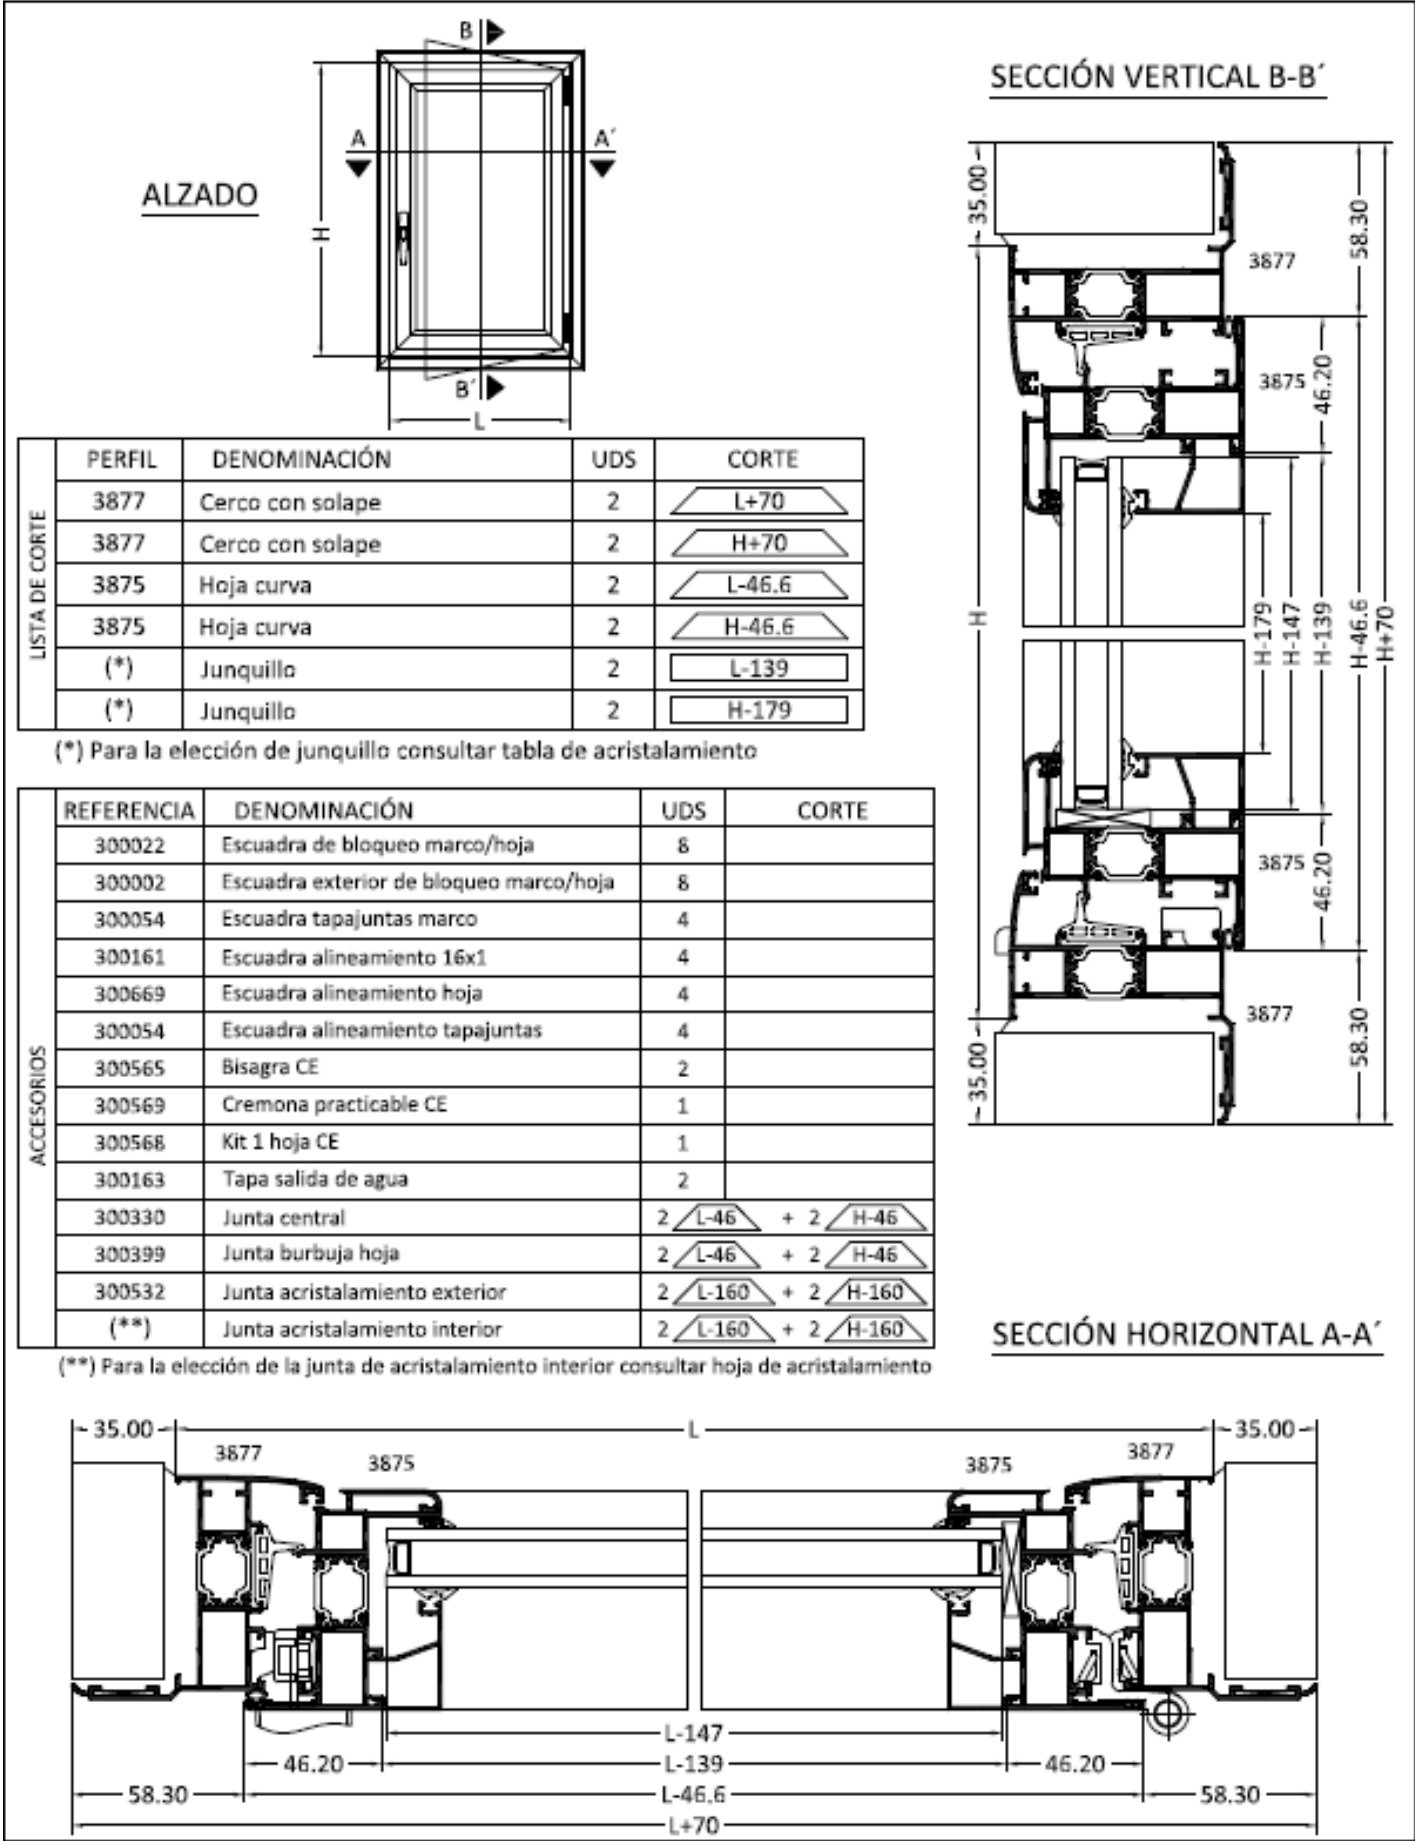 B
SECCIÓN VERTICAL B-B´
A
A´
ALZADO
H
B´
L
35.00
58.30
3877
3875
46.20
H
H-179
H-147
H-139
H-46.6
H+70
3875
46.20
3877
35.00
58.30
LISTA DE CORTE
PERFIL DENOMINACIÓN UDS CORTE
3877 Cerco con solape 2 L+70
3877 Cerco con solape 2 H+70
3875 Hoja curva 2 L-46.6
3875 Hoja curva 2 H-46.6
(*) Junquillo 2 L-139
(*) Junquillo 2 H-179
(*) Para la elección de junquillo consultar tabla de acristalamiento
ACCESORIOS
REFERENCIA DENOMINACIÓN UDS CORTE
300022 Escuadra de bloqueo marco/hoja 8
300002 Escuadra exterior de bloqueo marco/hoja 8
300054 Escuadra tapajuntas marco 4
300161 Escuadra alineamiento 16x1 4
300669 Escuadra alineamiento hoja 4
300054 Escuadra alineamiento tapajuntas 4
300565 Bisagra CE 2
300569 Cremona practicable CE 1
300568 Kit 1 hoja CE 1
300163 Tapa salida de agua 2
300330 Junta central 2 L-46 + 2 H-46
300399 Junta burbuja hoja 2 L-46 + 2 H-46
300532 Junta acristalamiento exterior 2 L-160 + 2 H-160
(**) Junta acristalamiento interior 2 L-160 + 2 H-160
(**) Para la elección de la junta de acristalamiento interior consultar hoja de acristalamiento
SECCIÓN HORIZONTAL A-A´
35.00 L 35.00
3877 3875 3875 3877
L-147
46.20 L-139 46.20
58.30 L-46.6 58.30
L+70